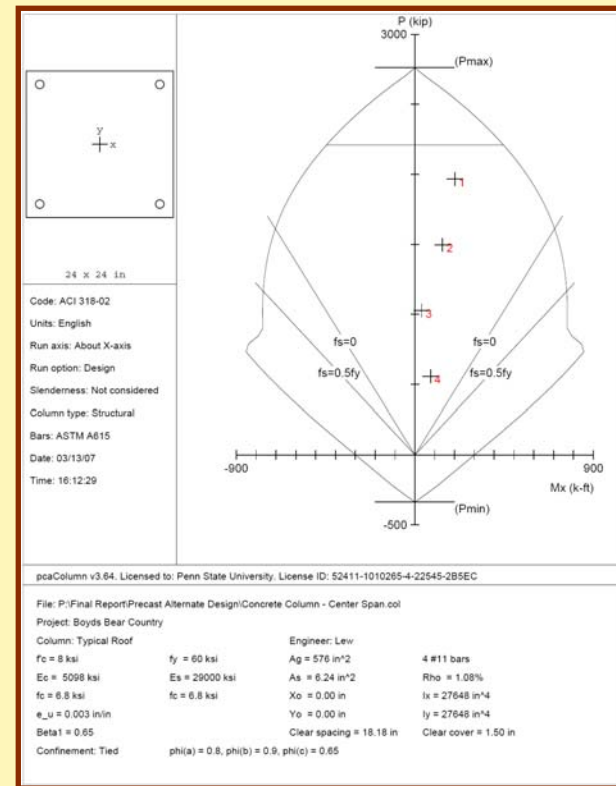 P (kip)
3000
(Pmax)
1
2
3
4
fs=0
fs=0
fs=0.5fy
fs=0.5fy
-900
900
Mx (k-ft)
(Pmin)
-500
y
x
24 x 24 in
Code: ACI 318-02
Units: English
Run axis: About X-axis
Run option: Design
Slenderness: Not considered
Column type: Structural
Bars: ASTM A615
Date: 03/13/07
Time: 16:12:29
pcaColumn v3.64. Licensed to: Penn State University. License ID: 52411-1010265-4-22545-2B5EC
File: P:\Final Report\Precast Alternate Design\Concrete Column - Center Span.col
Project: Boyds Bear Country
Column: Typical Roof Engineer: Lew
f'c = 8 ksi fy = 60 ksi Ag = 576 in^2 4 #11 bars
Ec = 5098 ksi Es = 29000 ksi As = 6.24 in^2 Rho = 1.08%
fc = 6.8 ksi fc = 6.8 ksi Xo = 0.00 in Ix = 27648 in^4
e_u = 0.003 in/in Yo = 0.00 in Iy = 27648 in^4
Beta1 = 0.65 Clear spacing = 18.18 in Clear cover = 1.50 in
Confinement: Tied phi(a) = 0.8, phi(b) = 0.9, phi(c) = 0.65